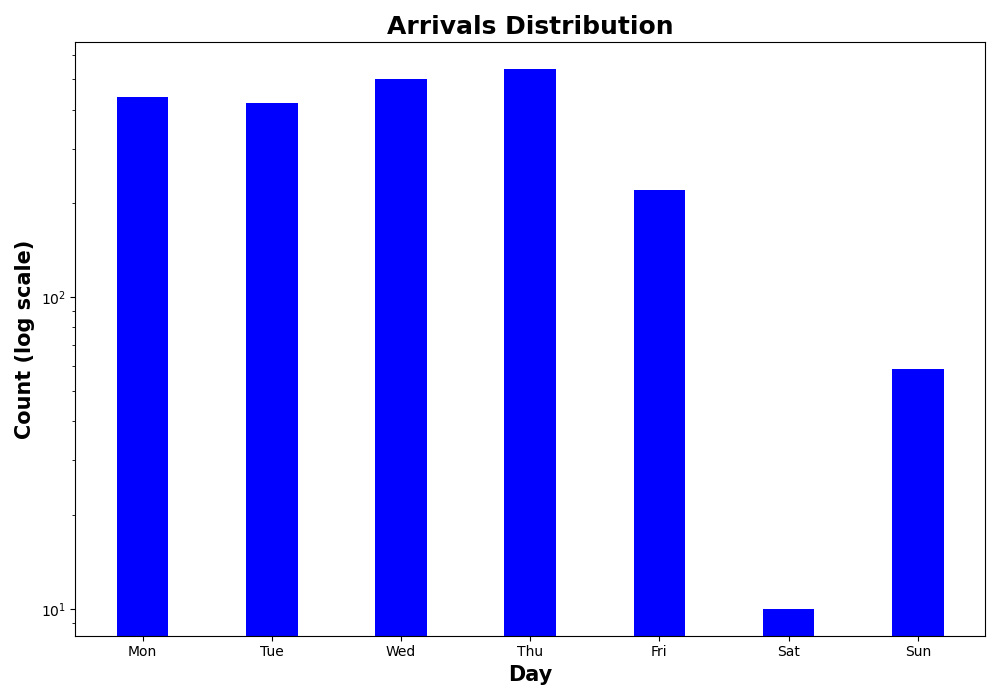 Arrivals Distribution
Count (log scale)
10²
10¹
Mon Tue Wed Thu Fri Sat Sun
Day